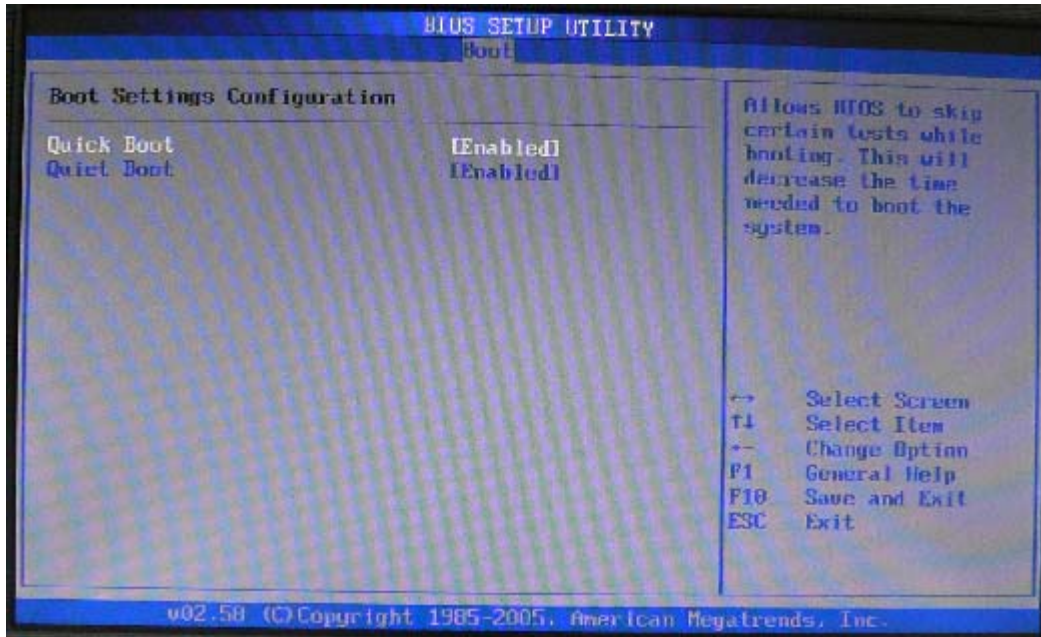 BIOS SETUP UTILITY
Boot
Boot Settings Configuration
Quick Boot [Enabled]
Quiet Boot [Enabled]
Allows BIOS to skip
certain tests while
booting. This will
decrease the time
needed to boot the
system.
↔ Select Screen
↑↓ Select Item
+- Change Option
F1 General Help
F10 Save and Exit
ESC Exit
v02.58 (C)Copyright 1985-2005, American Megatrends, Inc.